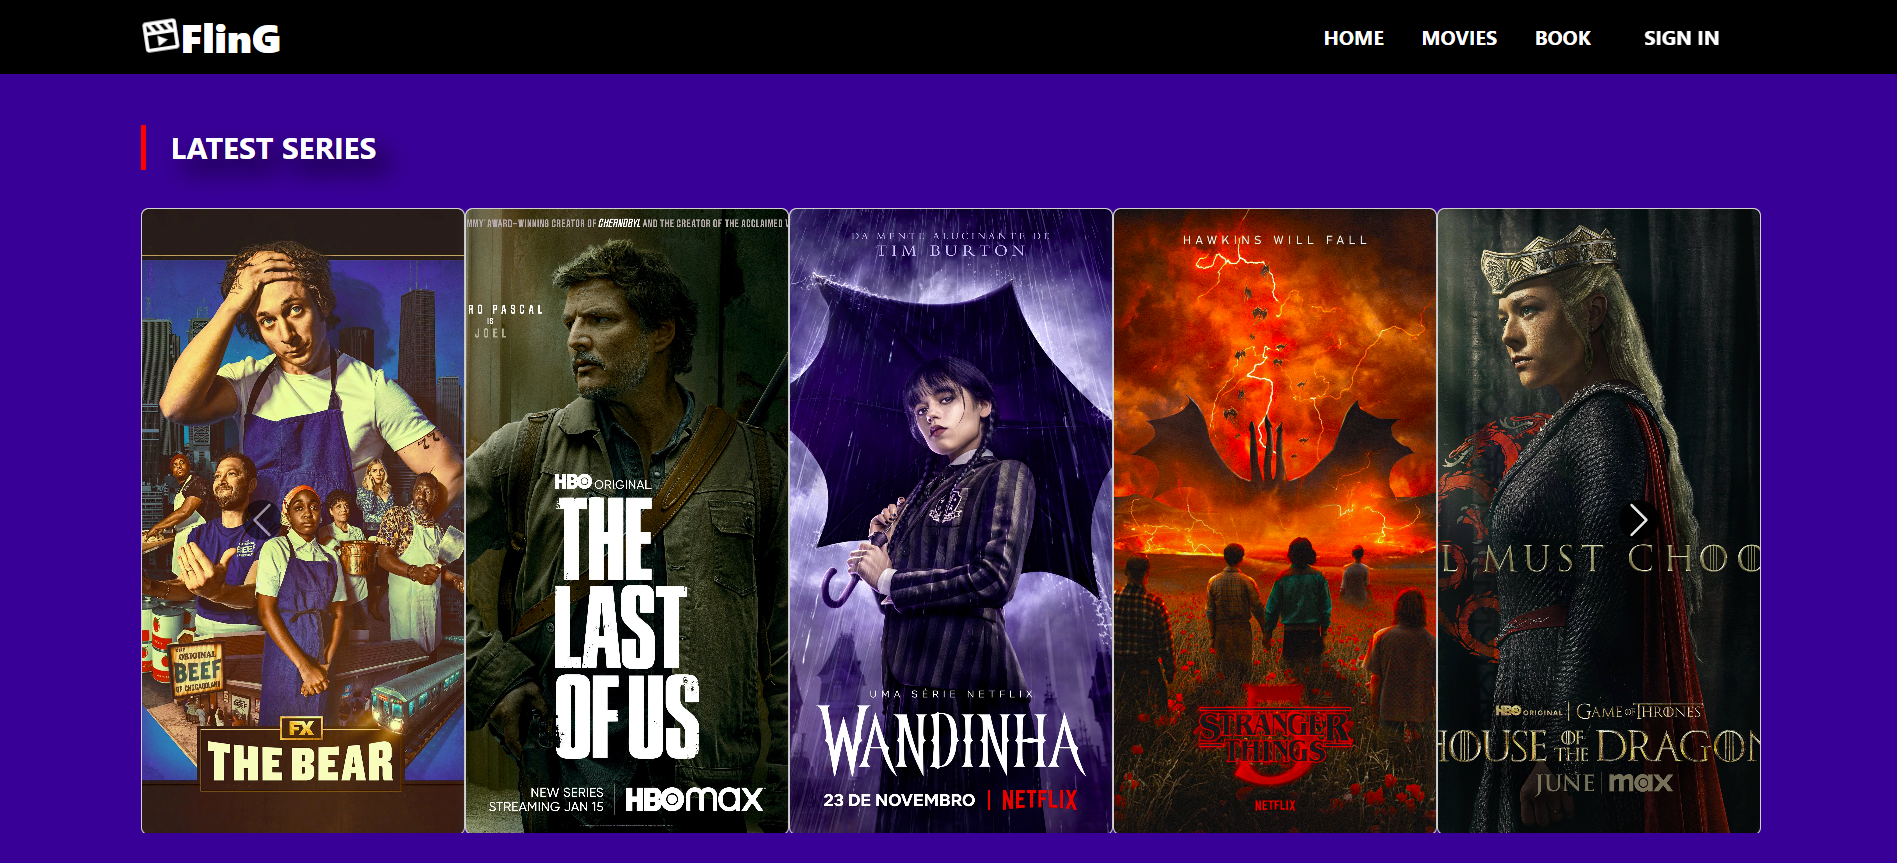 FlinG
HOME
MOVIES
BOOK
SIGN IN
LATEST SERIES
ORIGINAL
BEEF
OF CHICAGOLAND
FX
THE BEAR
AWARD-WINNING CREATOR OF CHERNOBYL AND THE CREATOR OF THE ACCLAIMED
RO PASCAL
IS
JOEL
HBO ORIGINAL
THE
LAST
OF US
NEW SERIES
STREAMING JAN 15
HBOmax
DA MENTE ALUCINANTE DE
TIM BURTON
UMA SÉRIE NETFLIX
WANDINHA
23 DE NOVEMBRO | NETFLIX
HAWKINS WILL FALL
STRANGER
THINGS
5
NETFLIX
L MUST CHOO
HBO ORIGINAL | GAME OF THRONES
HOUSE OF THE DRAGON
JUNE | max